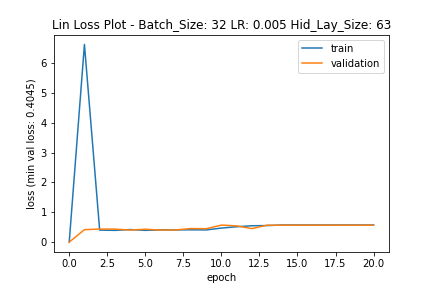 Lin Loss Plot - Batch_Size: 32 LR: 0.005 Hid_Lay_Size: 63
train
validation
loss (min val loss: 0.4045)
6
5
4
3
2
1
0
0.0 2.5 5.0 7.5 10.0 12.5 15.0 17.5 20.0
epoch